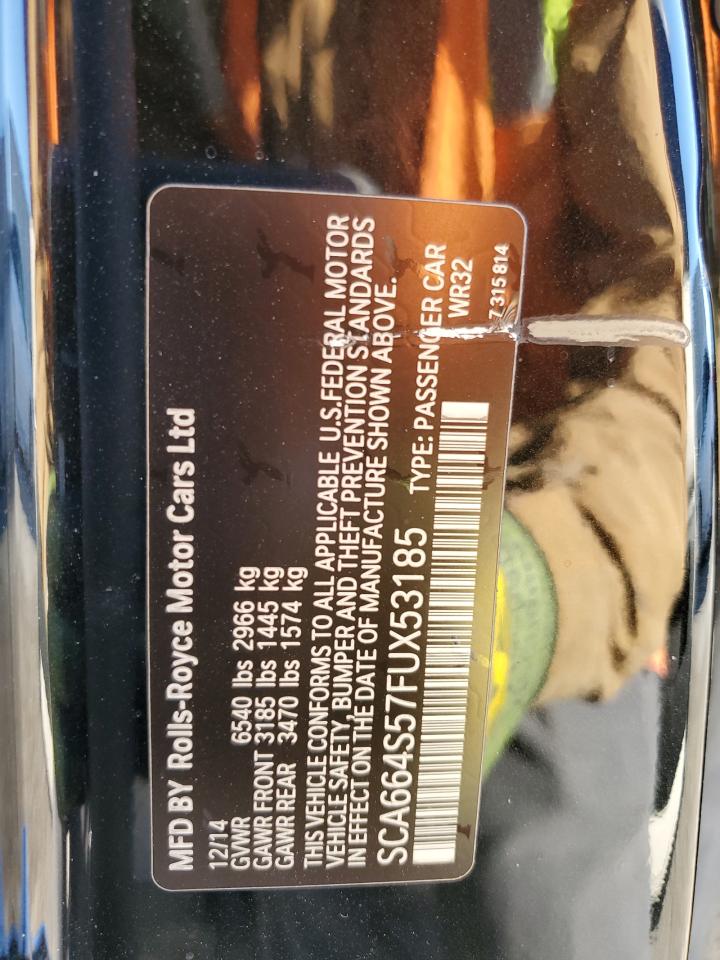 MFD BY Rolls-Royce Motor Cars Ltd
12/14
GVWR 6540 lbs 2966 kg
GAWR FRONT 3185 lbs 1445 kg
GAWR REAR 3470 lbs 1574 kg
THIS VEHICLE CONFORMS TO ALL APPLICABLE U.S.FEDERAL MOTOR
VEHICLE SAFETY, BUMPER AND THEFT PREVENTION STANDARDS
IN EFFECT ON THE DATE OF MANUFACTURE SHOWN ABOVE.
SCA664S57FUX53185 TYPE: PASSENGER CAR
WR32
7 315 814